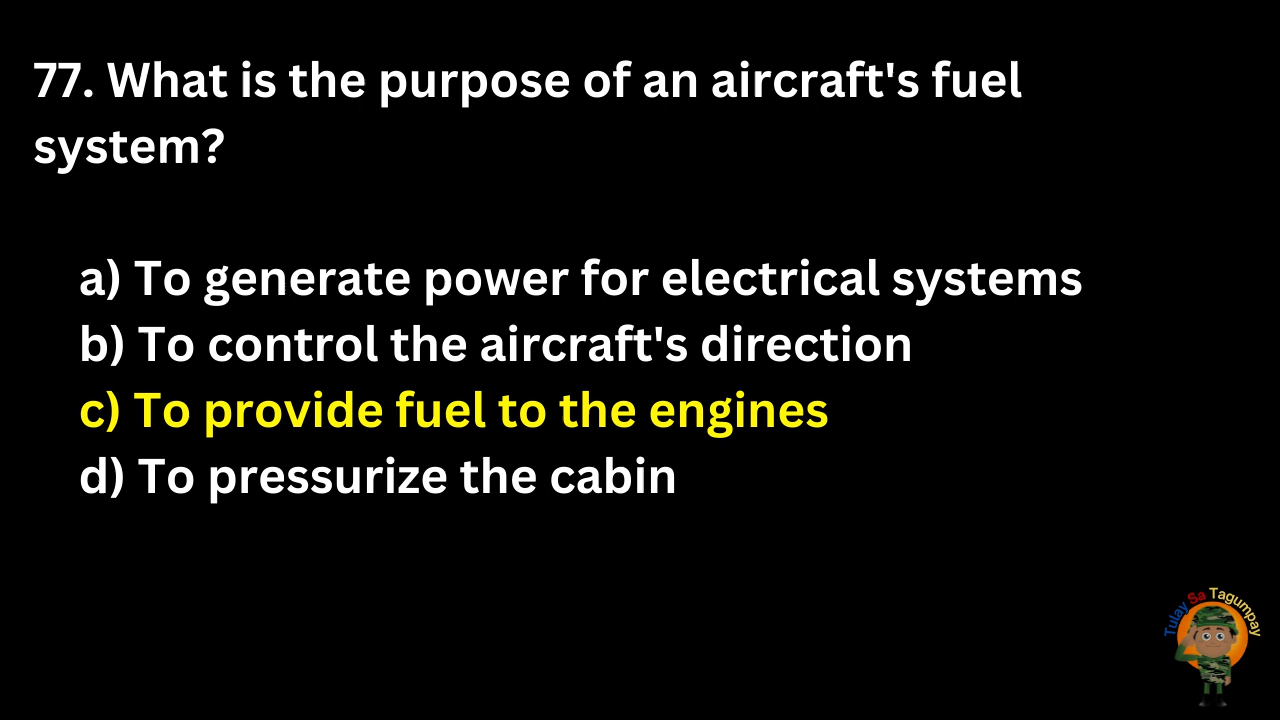 77. What is the purpose of an aircraft's fuel
system?
a) To generate power for electrical systems
b) To control the aircraft's direction
c) To provide fuel to the engines
d) To pressurize the cabin
Tulay Sa Tagumpay